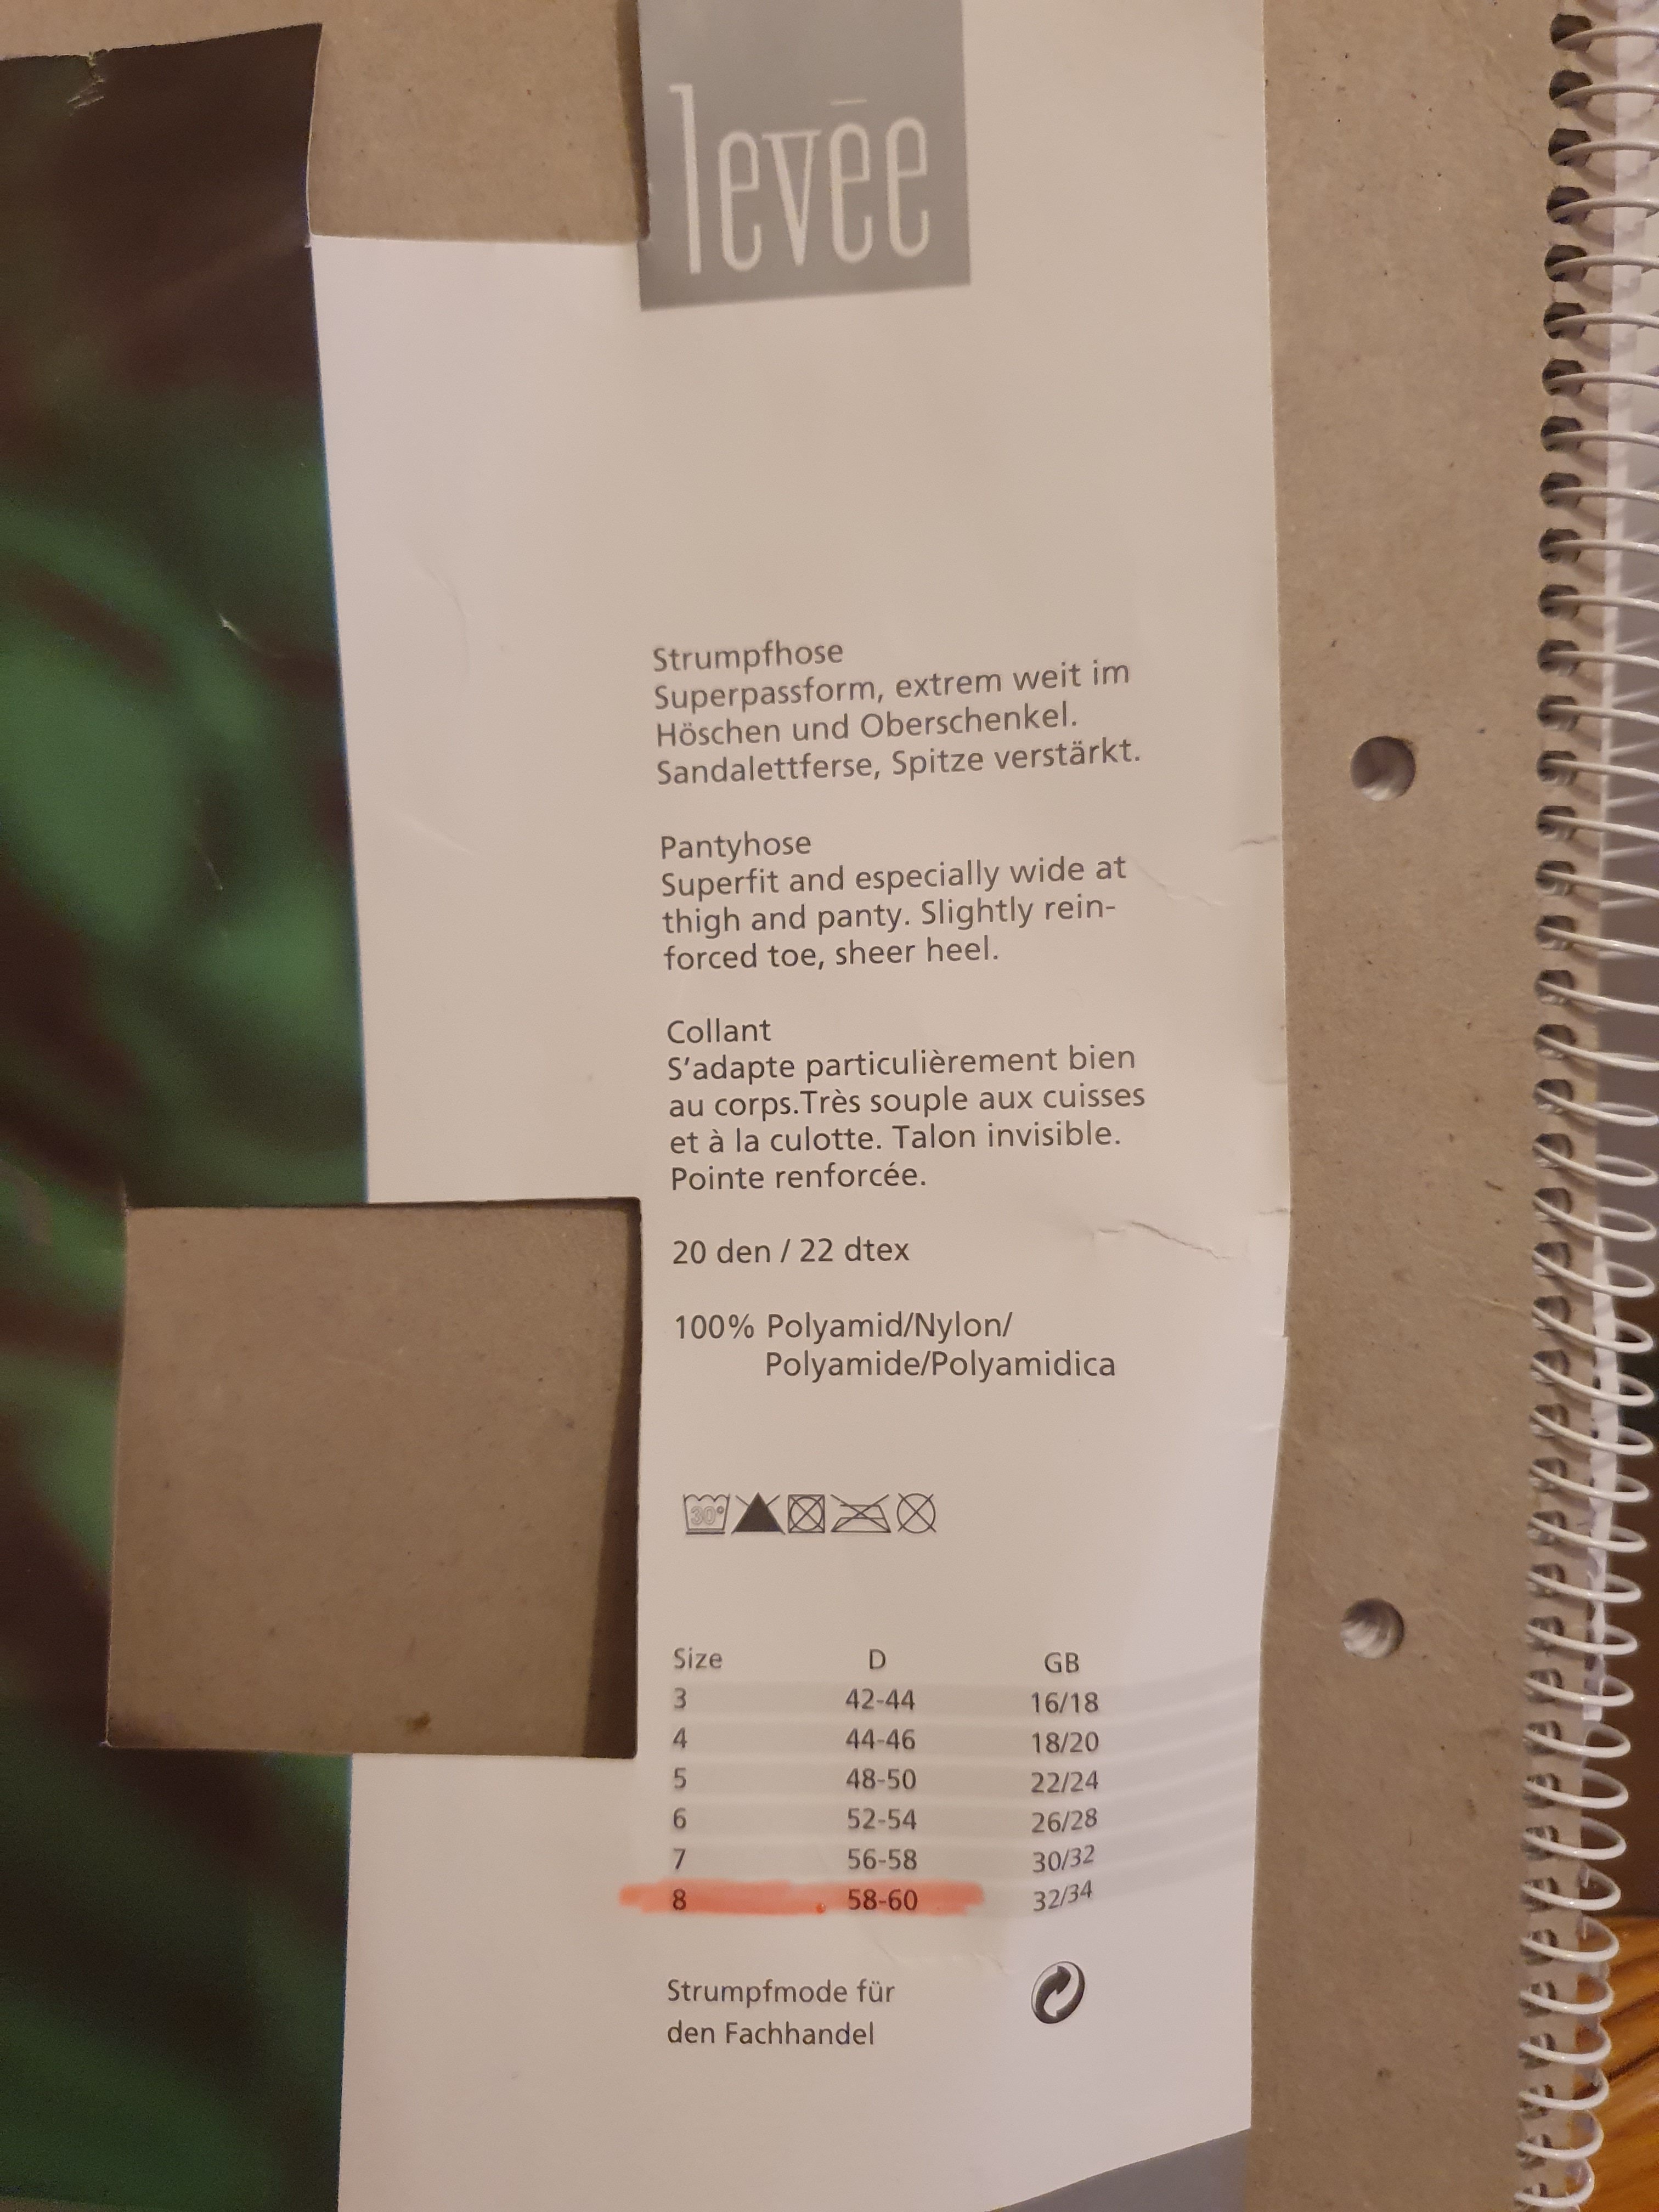 levēe
Strumpfhose
Superpassform, extrem weit im
Höschen und Oberschenkel.
Sandalettferse, Spitze verstärkt.
Pantyhose
Superfit and especially wide at
thigh and panty. Slightly rein-
forced toe, sheer heel.
Collant
S'adapte particulièrement bien
au corps.Très souple aux cuisses
et à la culotte. Talon invisible.
Pointe renforcée.
20 den / 22 dtex
100% Polyamid/Nylon/
Polyamide/Polyamidica
30°
Size D GB
3 42-44 16/18
4 44-46 18/20
5 48-50 22/24
6 52-54 26/28
7 56-58 30/32
8 58-60 32/34
Strumpfmode für
den Fachhandel